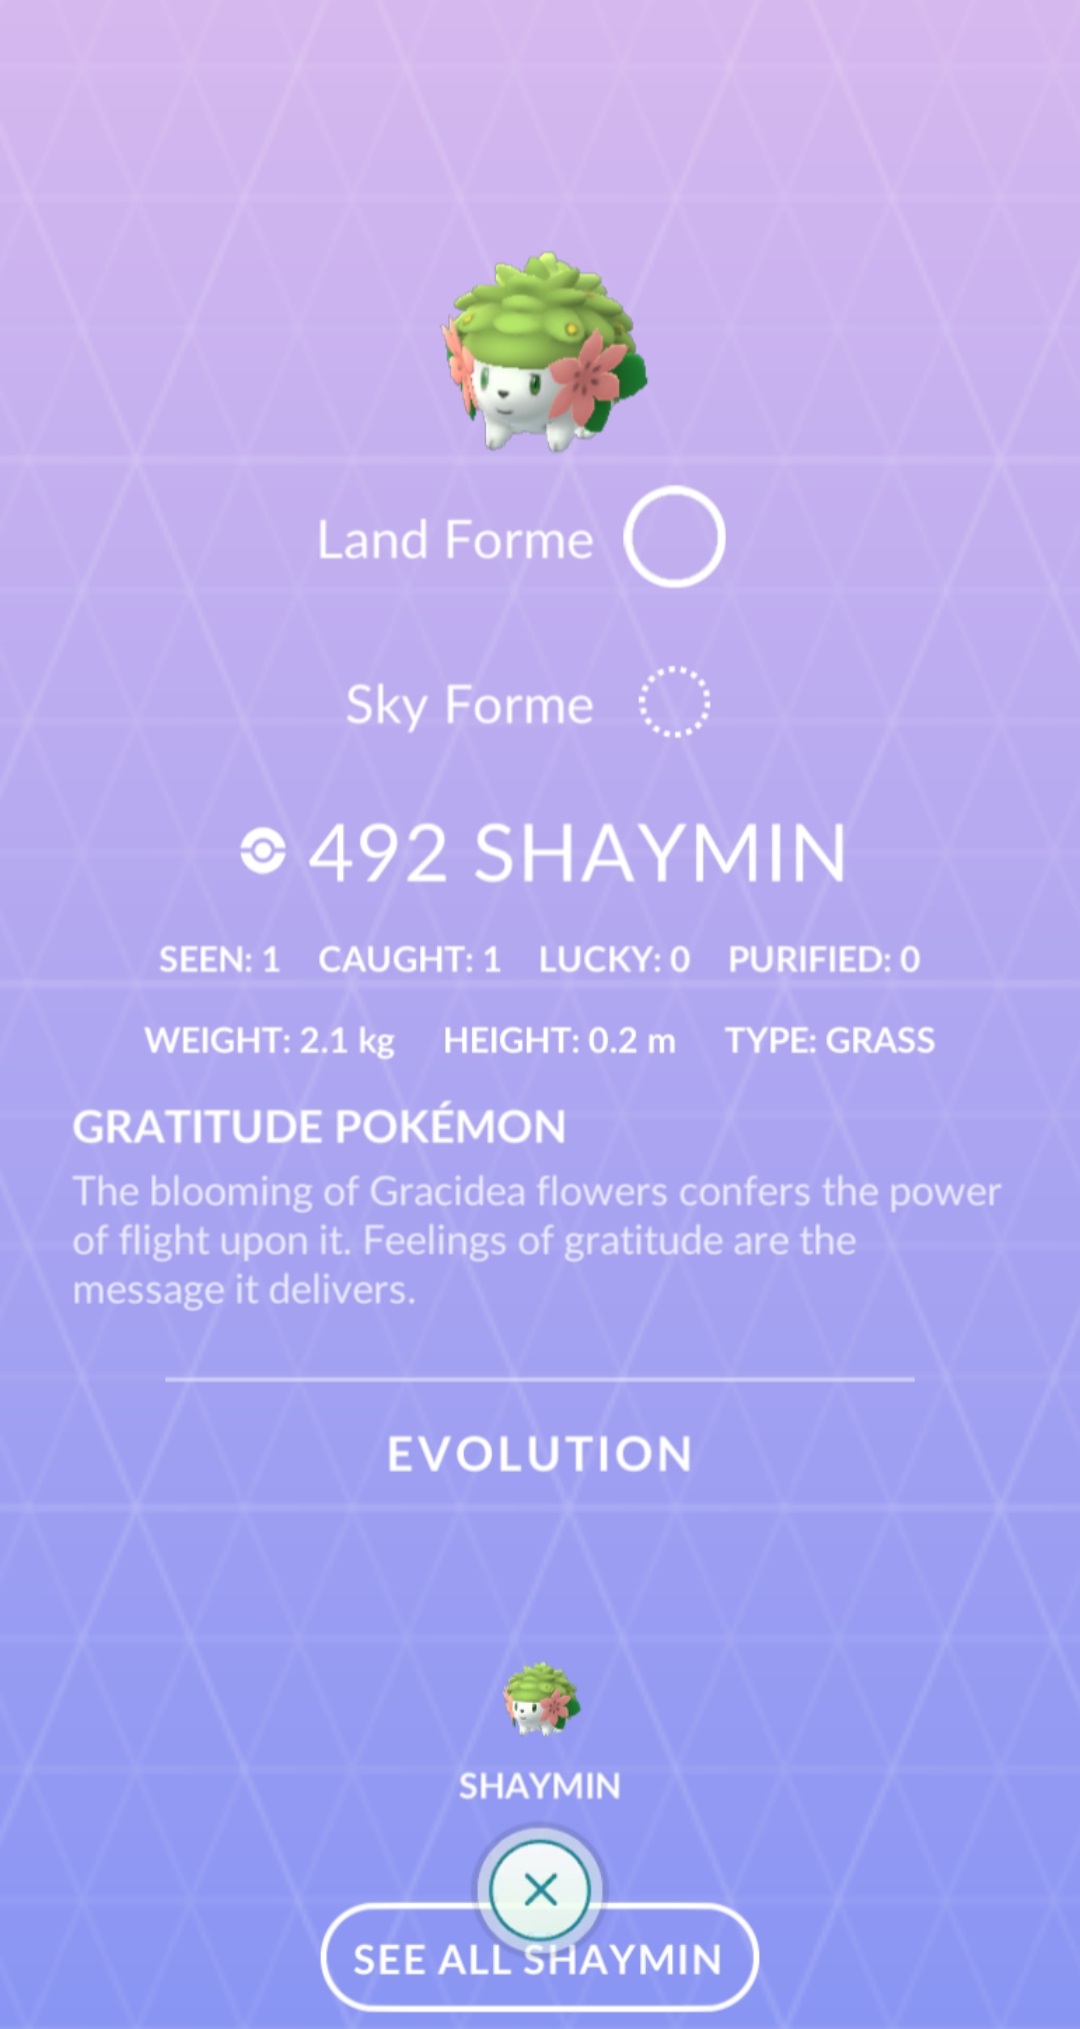 Land Forme
Sky Forme
492 SHAYMIN
SEEN: 1 CAUGHT: 1 LUCKY: 0 PURIFIED: 0
WEIGHT: 2.1 kg HEIGHT: 0.2 m TYPE: GRASS
GRATITUDE POKÉMON
The blooming of Gracidea flowers confers the power
of flight upon it. Feelings of gratitude are the
message it delivers.
EVOLUTION
SHAYMIN
SEE ALL SHAYMIN